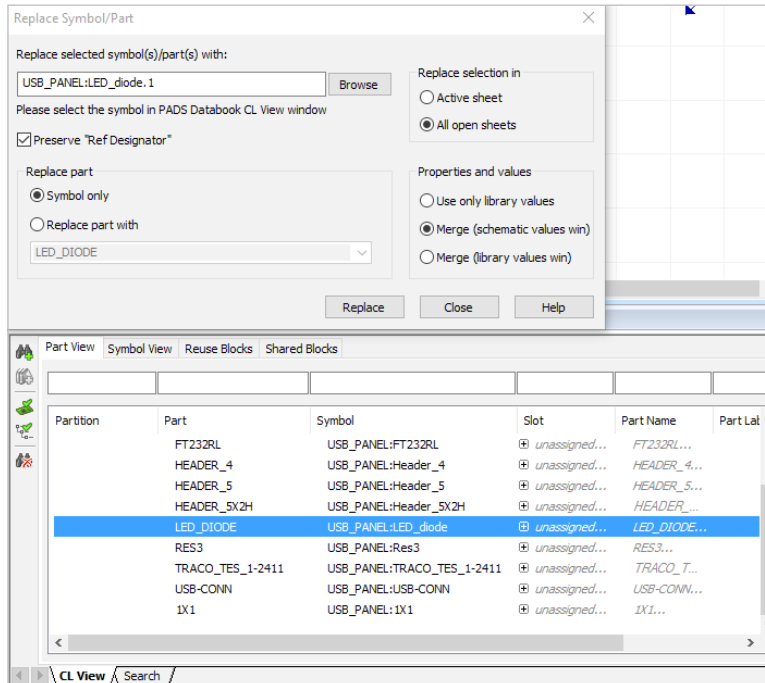 Replace Symbol/Part
Replace selected symbol(s)/part(s) with:
USB_PANEL:LED_diode.1
Browse
Please select the symbol in PADS Databook CL View window
Preserve "Ref Designator"
Replace selection in
Active sheet
All open sheets
Replace part
Symbol only
Replace part with
LED_DIODE
Properties and values
Use only library values
Merge (schematic values win)
Merge (library values win)
Replace Close Help
Part View Symbol View Reuse Blocks Shared Blocks
Partition Part Symbol Slot Part Name Part Lab
FT232RL USB_PANEL:FT232RL unassigned... FT232RL...
HEADER_4 USB_PANEL:Header_4 unassigned... HEADER_4...
HEADER_5 USB_PANEL:Header_5 unassigned... HEADER_5...
HEADER_5X2H USB_PANEL:Header_5X2H unassigned... HEADER_...
LED_DIODE USB_PANEL:LED_diode unassigned... LED_DIODE...
RES3 USB_PANEL:Res3 unassigned... RES3...
TRACO_TES_1-2411 USB_PANEL:TRACO_TES_1-2411 unassigned... TRACO_T...
USB-CONN USB_PANEL:USB-CONN unassigned... USB-CONN...
1X1 USB_PANEL:1X1 unassigned... 1X1...
CL View Search